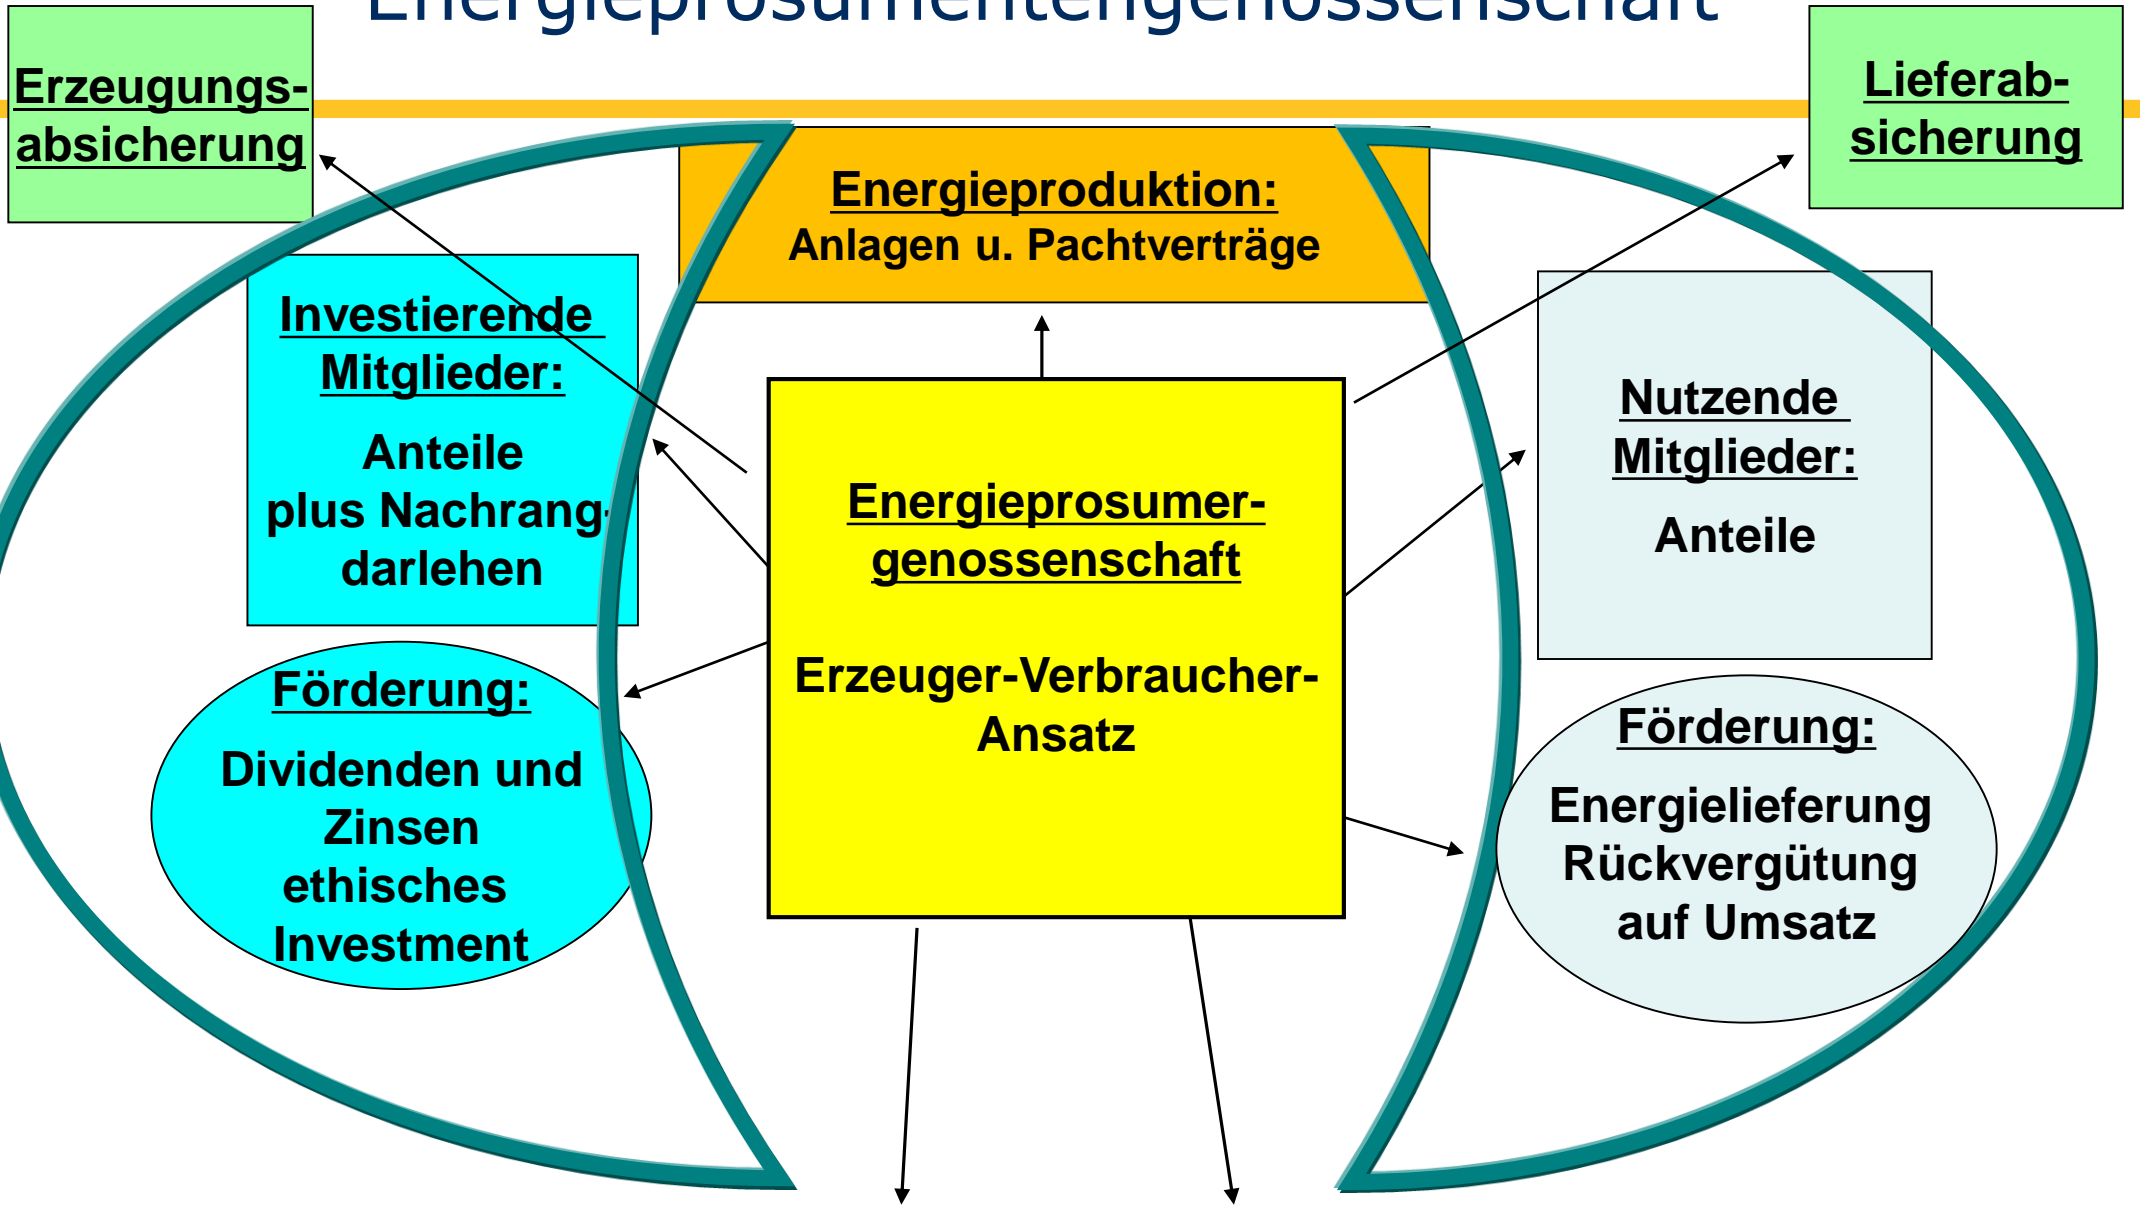 Energieprosumentengenossenschaft
Erzeugungs-
absicherung
Lieferab-
sicherung
Energieproduktion:
Anlagen u. Pachtverträge
Investierende
Mitglieder:
Anteile
plus Nachrang-
darlehen
Energieprosumer-
genossenschaft
Erzeuger-Verbraucher-
Ansatz
Nutzende
Mitglieder:
Anteile
Förderung:
Dividenden und
Zinsen
ethisches
Investment
Förderung:
Energielieferung
Rückvergütung
auf Umsatz